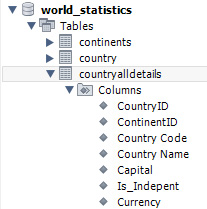 world_statistics
Tables
continents
country
countryalldetails
Columns
CountryID
ContinentID
Country Code
Country Name
Capital
Is_Indepent
Currency